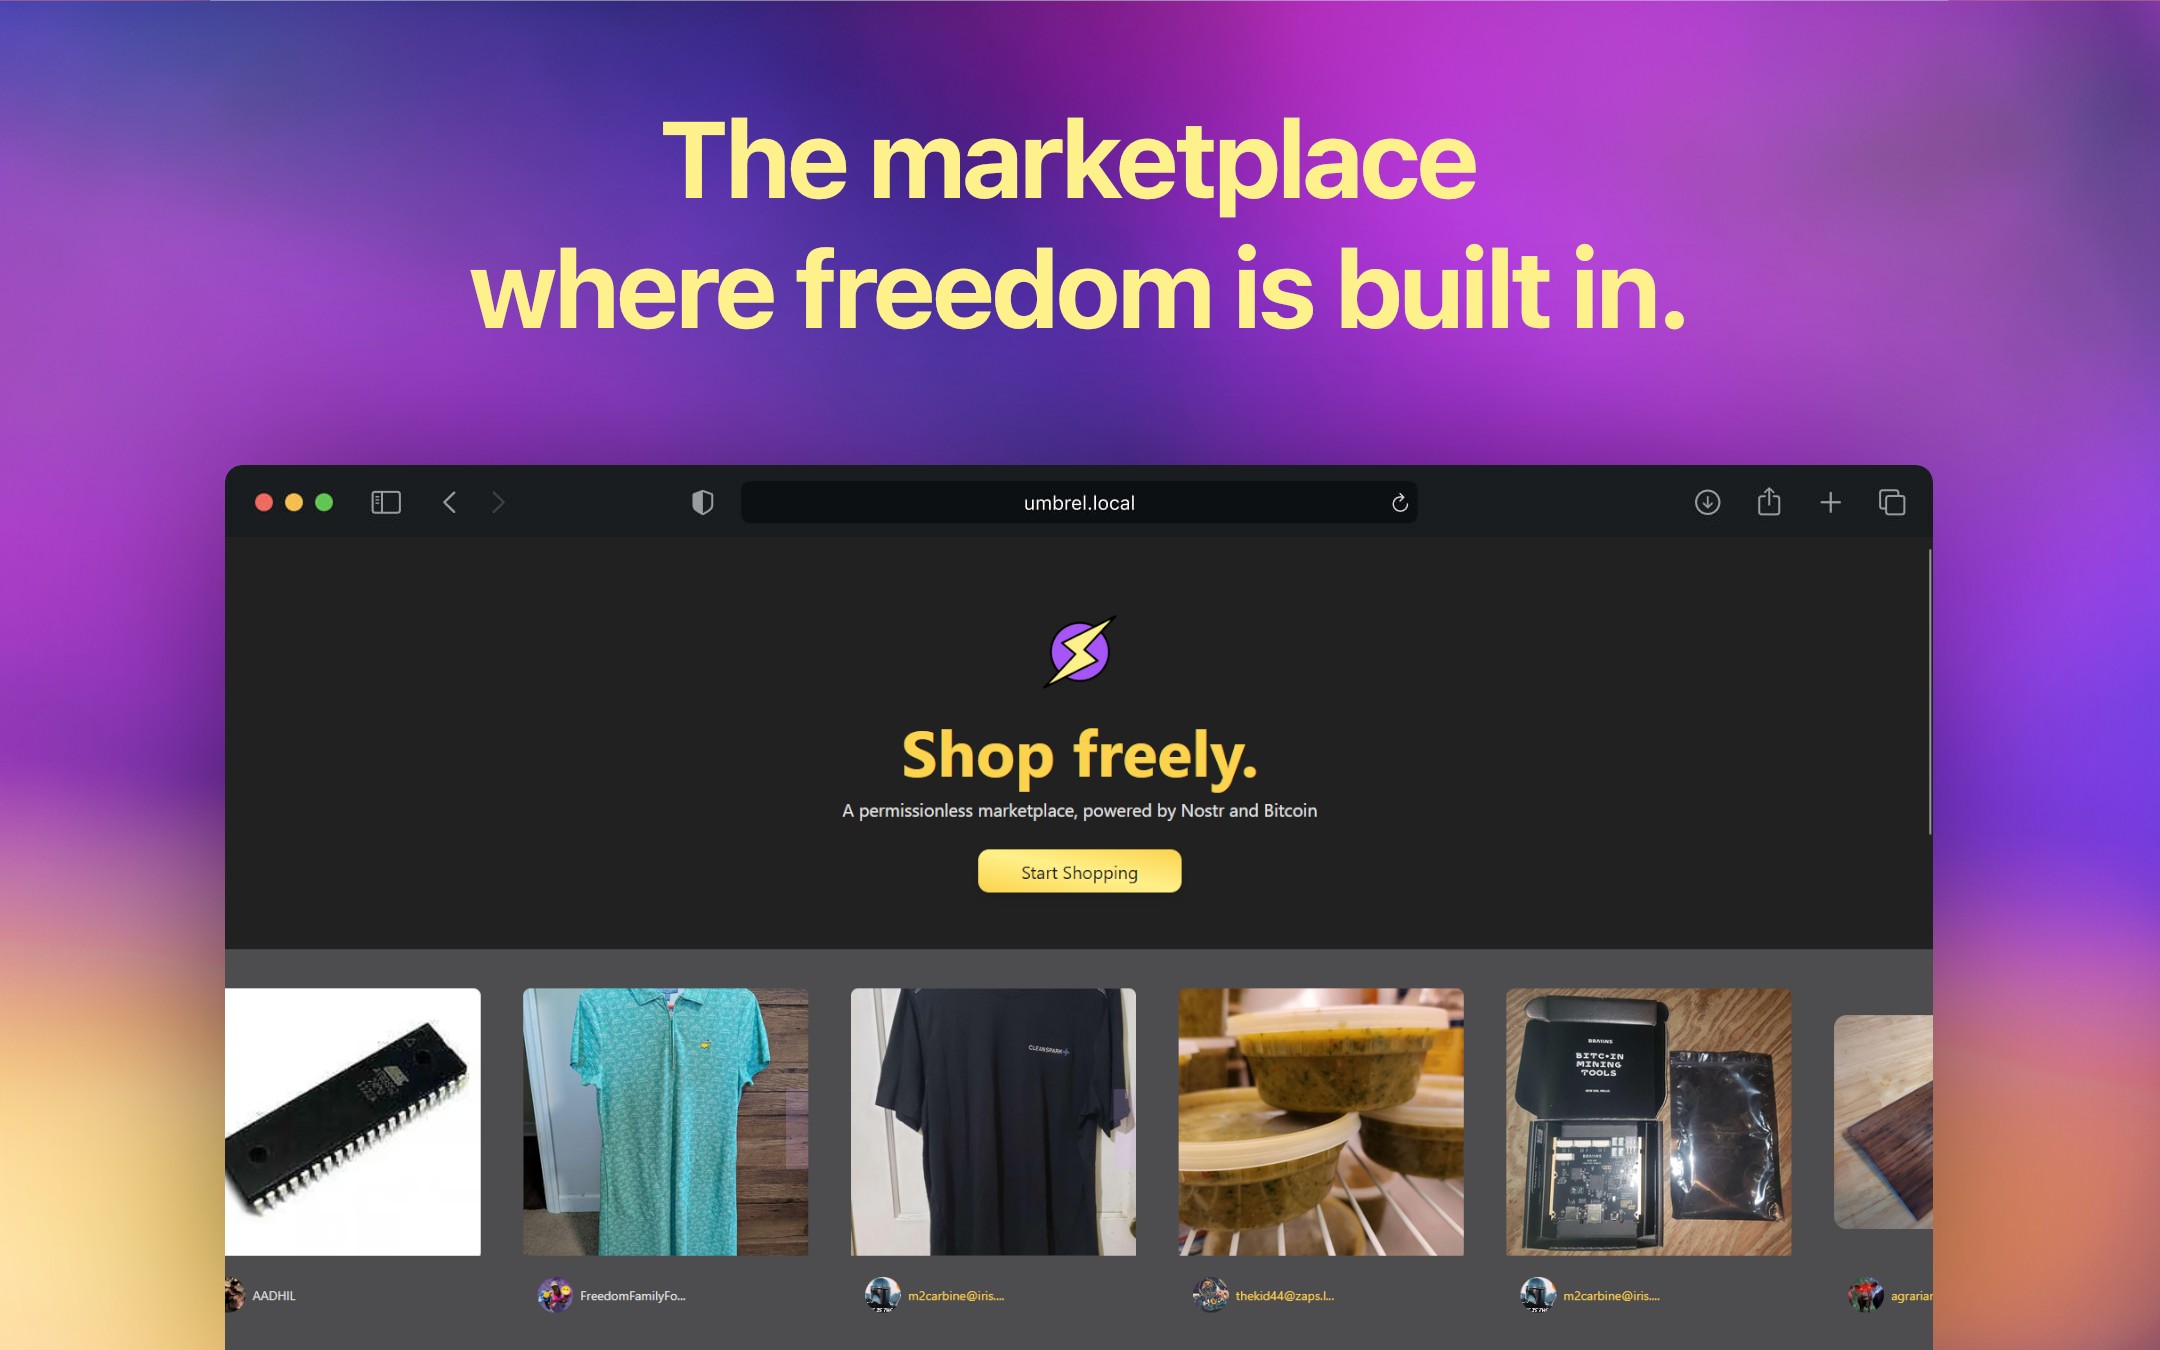 The marketplace
where freedom is built in.
umbrel.local
Shop freely.
A permissionless marketplace, powered by Nostr and Bitcoin
Start Shopping
CLEANSPARK
BRAIINS
BITCOIN
MINING
TOOLS
AADHIL
FreedomFamilyFo...
m2carbine@iris....
thekid44@zaps.l...
m2carbine@iris....
agrarian